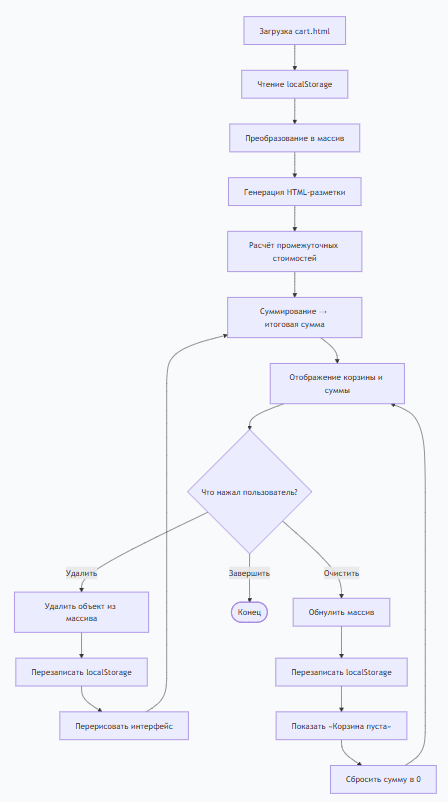 Загрузка cart.html
Чтение localStorage
Преобразование в массив
Генерация HTML-разметки
Расчёт промежуточных
стоимостей
Суммирование →
итоговая сумма
Отображение корзины и
суммы
Что нажал пользователь?
Удалить
Завершить
Очистить
Удалить объект из
массива
Конец
Обнулить массив
Перезаписать localStorage
Перезаписать localStorage
Перерисовать интерфейс
Показать «Корзина пуста»
Сбросить сумму в 0